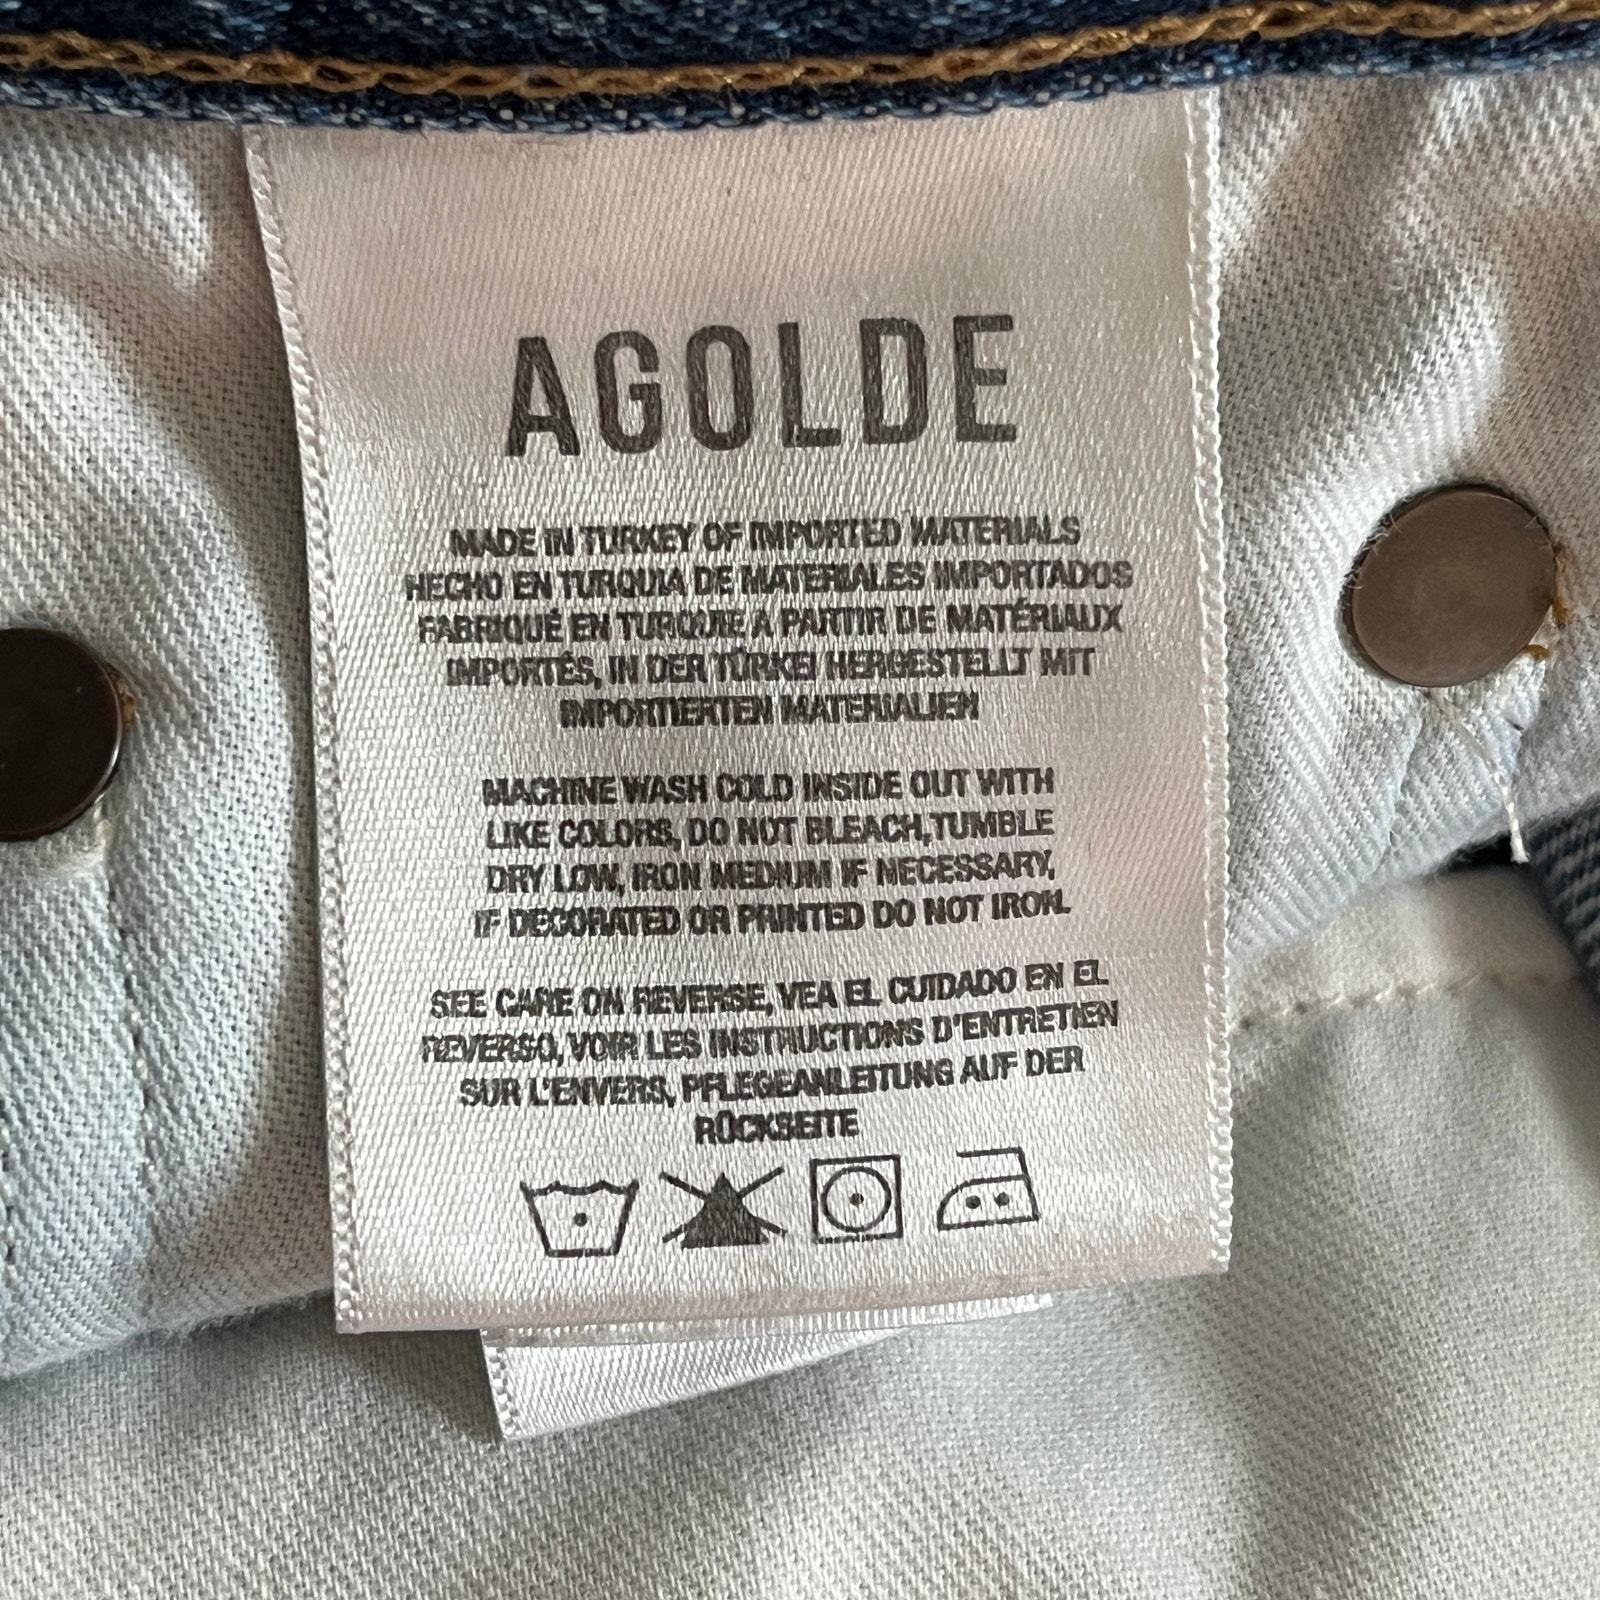 AGOLDE
MADE IN TURKEY OF IMPORTED MATERIALS
HECHO EN TURQUIA DE MATERIALES IMPORTADOS
FABRIQUÉ EN TURQUIE A PARTIR DE MATÉRIAUX
IMPORTÉS, IN DER TÜRKEI HERGESTELLT MIT
IMPORTIERTEN MATERIALIEN
MACHINE WASH COLD INSIDE OUT WITH
LIKE COLORS, DO NOT BLEACH, TUMBLE
DRY LOW, IRON MEDIUM IF NECESSARY,
IF DECORATED OR PRINTED DO NOT IRON.
SEE CARE ON REVERSE, VEA EL CUIDADO EN EL
REVERSO, VOIR LES INSTRUCTIONS D'ENTRETIEN
SUR L'ENVERS, PFLEGEANLEITUNG AUF DER
RÜCKSEITE